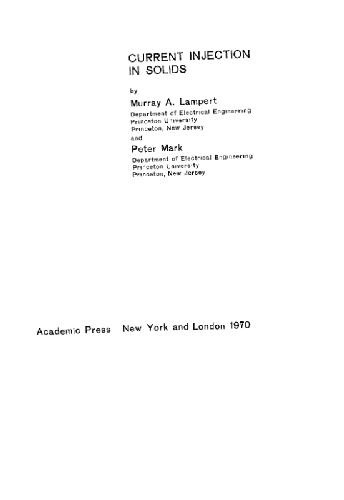 CURRENT INJECTION
IN SOLIDS
by
Murray A. Lampert
Department of Electrical Engineering
Princeton University
Princeton, New Jersey
and
Peter Mark
Department of Electrical Engineering
Princeton University
Princeton, New Jersey
Academic Press New York and London 1970